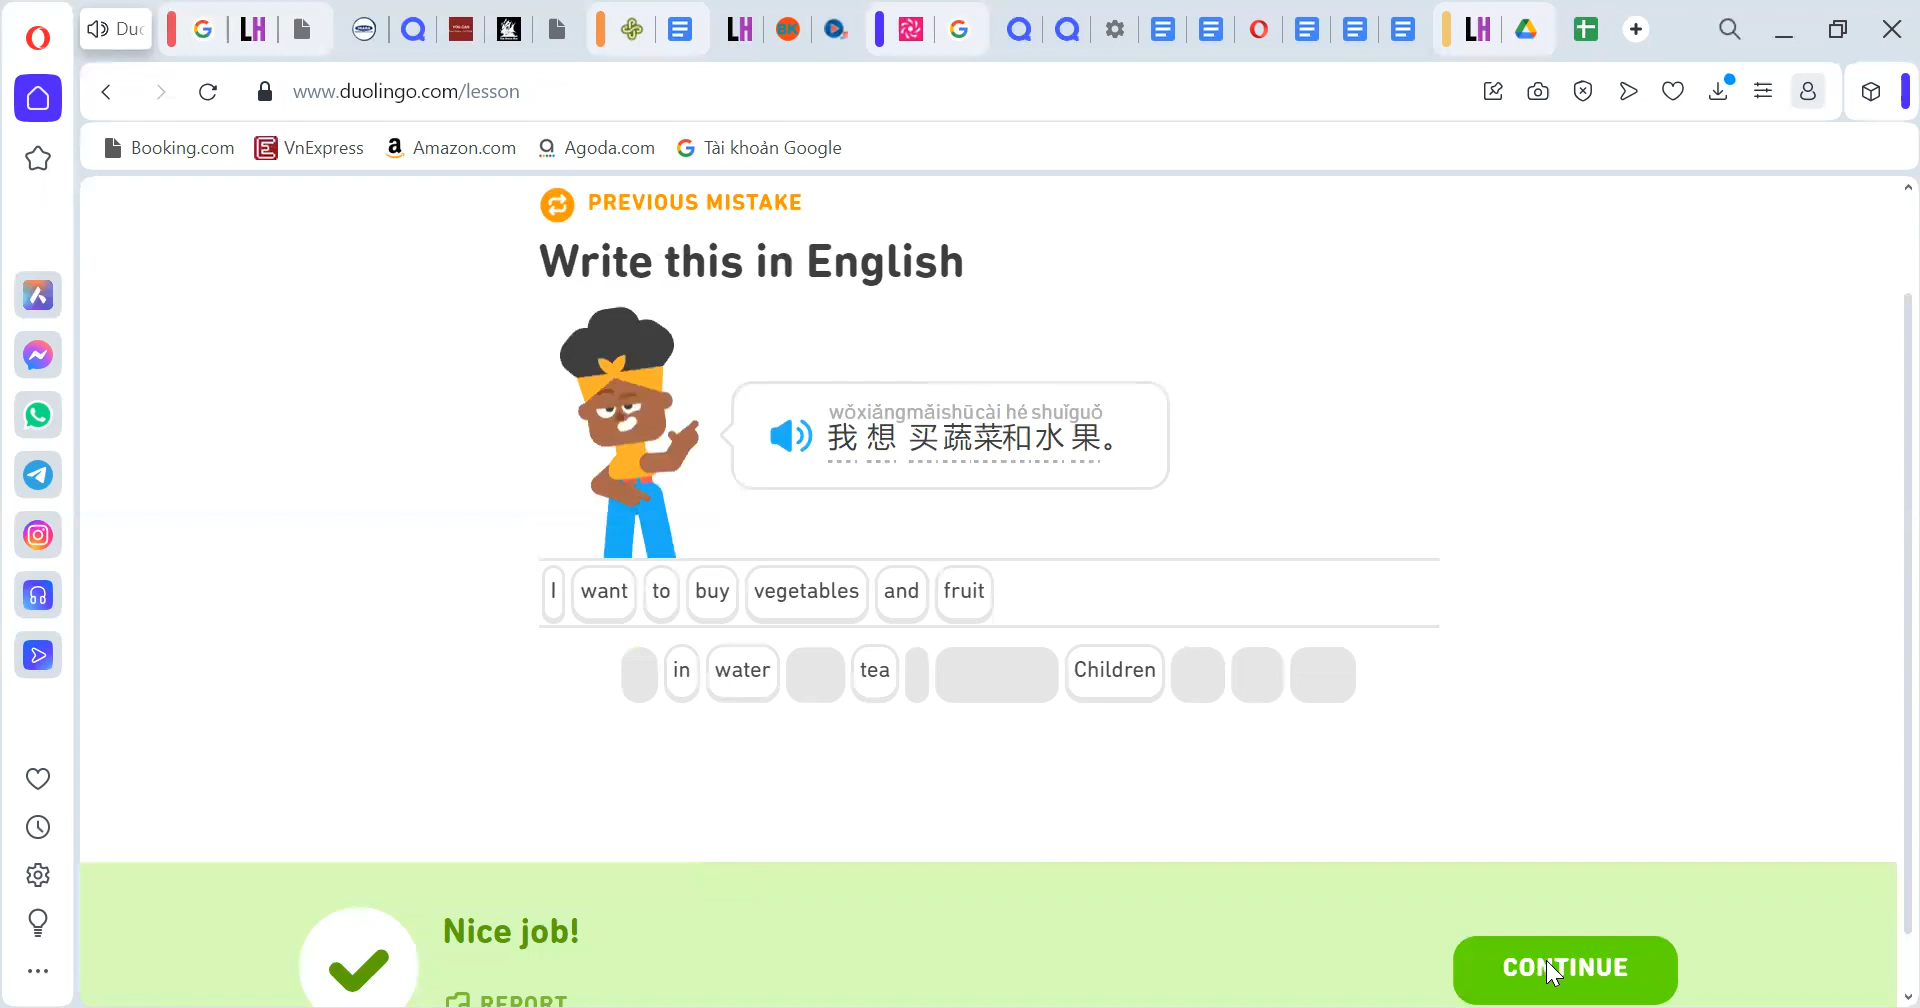 Duc
www.duolingo.com/lesson
Booking.com VnExpress Amazon.com Agoda.com Tài khoản Google
PREVIOUS MISTAKE
Write this in English
wǒxiǎngmǎishūcài hé shuǐguǒ
我想买蔬菜和水果。
I want to buy vegetables and fruit
in water tea Children
Nice job!
CONTINUE
REPORT